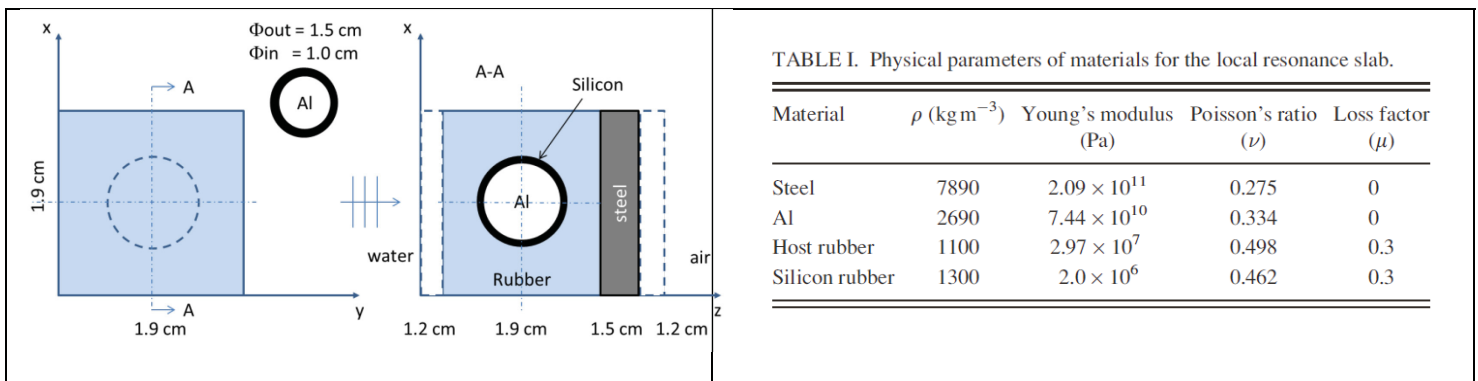 x
Φout = 1.5 cm
Φin = 1.0 cm
A
Al
1.9 cm
A
1.9 cm
y
x
A-A
Silicon
Al
steel
water
air
Rubber
z
1.2 cm 1.9 cm 1.5 cm 1.2 cm
TABLE I. Physical parameters of materials for the local resonance slab.
Material ρ (kg m⁻³) Young’s modulus Poisson’s ratio Loss factor
(Pa) (ν) (μ)
Steel 7890 2.09 × 10¹¹ 0.275 0
Al 2690 7.44 × 10¹⁰ 0.334 0
Host rubber 1100 2.97 × 10⁷ 0.498 0.3
Silicon rubber 1300 2.0 × 10⁶ 0.462 0.3